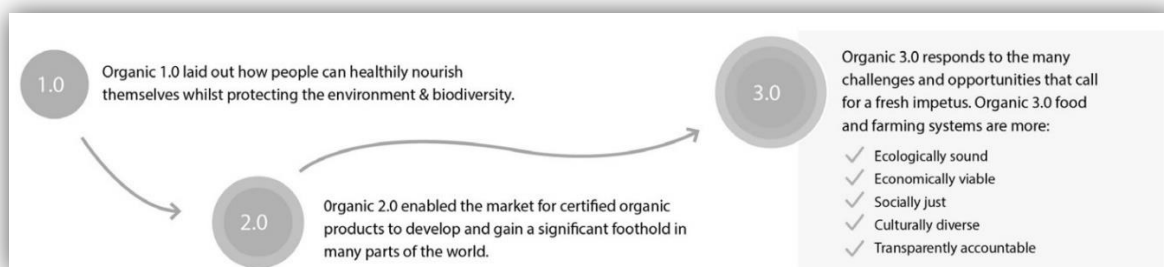 1.0
Organic 1.0 laid out how people can healthily nourish
themselves whilst protecting the environment & biodiversity.
2.0
0rganic 2.0 enabled the market for certified organic
products to develop and gain a significant foothold in
many parts of the world.
3.0
Organic 3.0 responds to the many
challenges and opportunities that call
for a fresh impetus. Organic 3.0 food
and farming systems are more:
Ecologically sound
Economically viable
Socially just
Culturally diverse
Transparently accountable